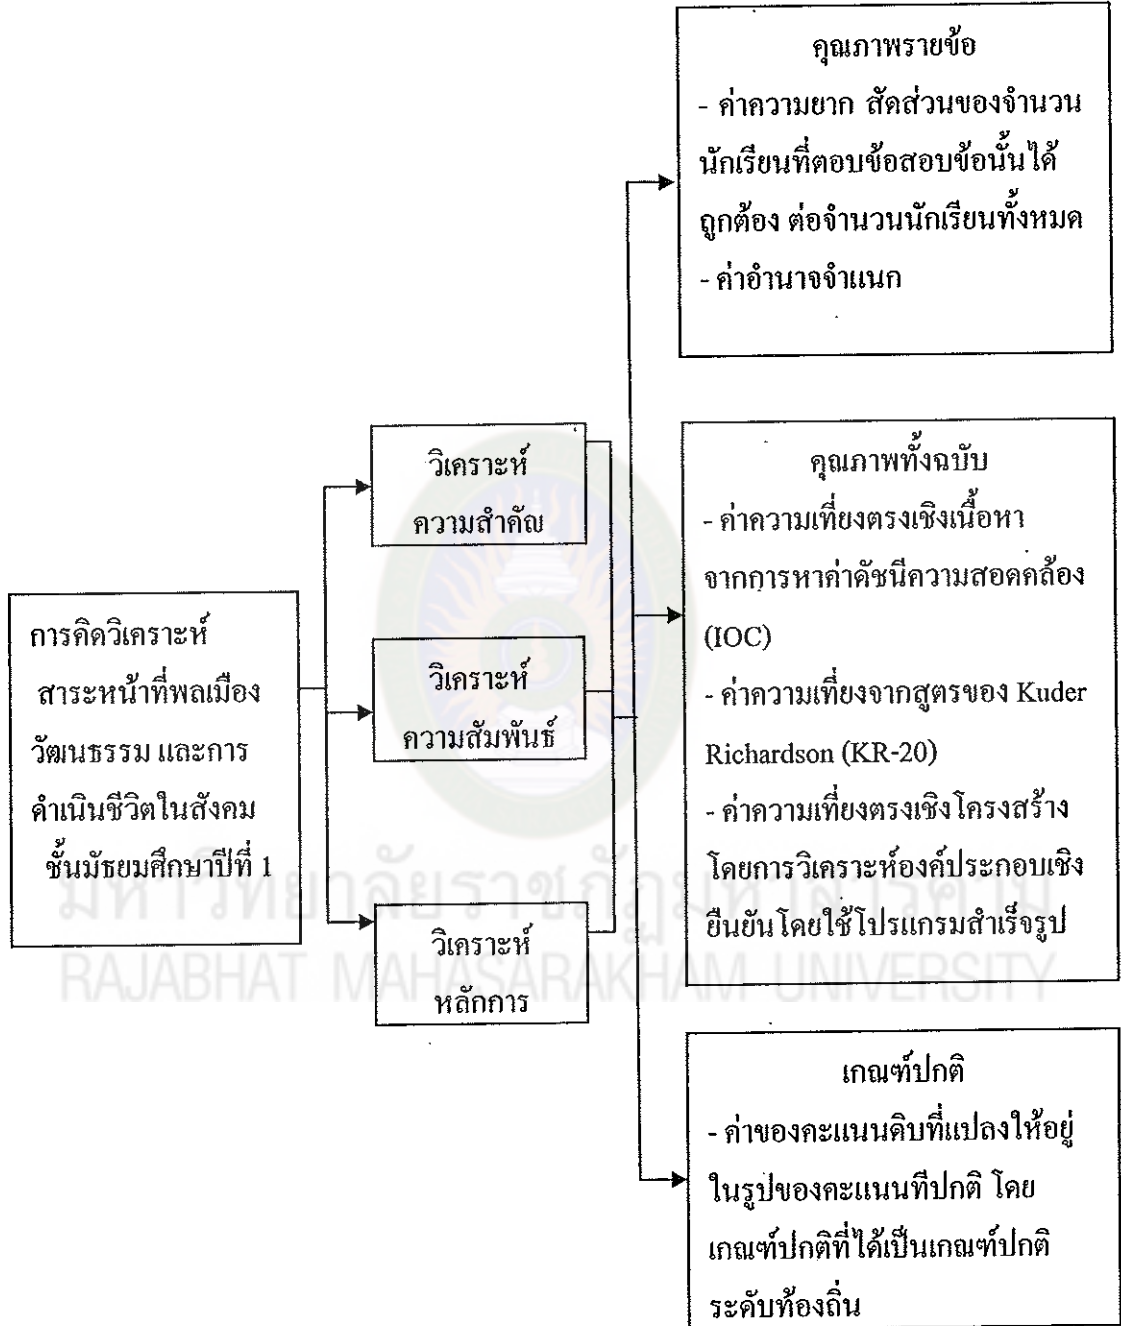 การคิดวิเคราะห์
สาระหน้าที่พลเมือง
วัฒนธรรม และการ
ดำเนินชีวิตในสังคม
ชั้นมัธยมศึกษาปีที่ 1
วิเคราะห์
ความสำคัญ
วิเคราะห์
ความสัมพันธ์
วิเคราะห์
หลักการ
คุณภาพรายข้อ
- ค่าความยาก สัดส่วนของจำนวน
นักเรียนที่ตอบข้อสอบข้อนั้นได้
ถูกต้อง ต่อจำนวนนักเรียนทั้งหมด
- ค่าอำนาจจำแนก
คุณภาพทั้งฉบับ
- ค่าความเที่ยงตรงเชิงเนื้อหา
จากการหาค่าดัชนีความสอดคล้อง
(IOC)
- ค่าความเที่ยงจากสูตรของ Kuder
Richardson (KR-20)
- ค่าความเที่ยงตรงเชิงโครงสร้าง
โดยการวิเคราะห์องค์ประกอบเชิง
ยืนยันโดยใช้โปรแกรมสำเร็จรูป
เกณฑ์ปกติ
- ค่าของคะแนนดิบที่แปลงให้อยู่
ในรูปของคะแนนทีปกติ โดย
เกณฑ์ปกติที่ได้เป็นเกณฑ์ปกติ
ระดับท้องถิ่น
มหาวิทยาลัยราชภัฏมหาสารคาม
RAJABHAT MAHASARAKHAM UNIVERSITY